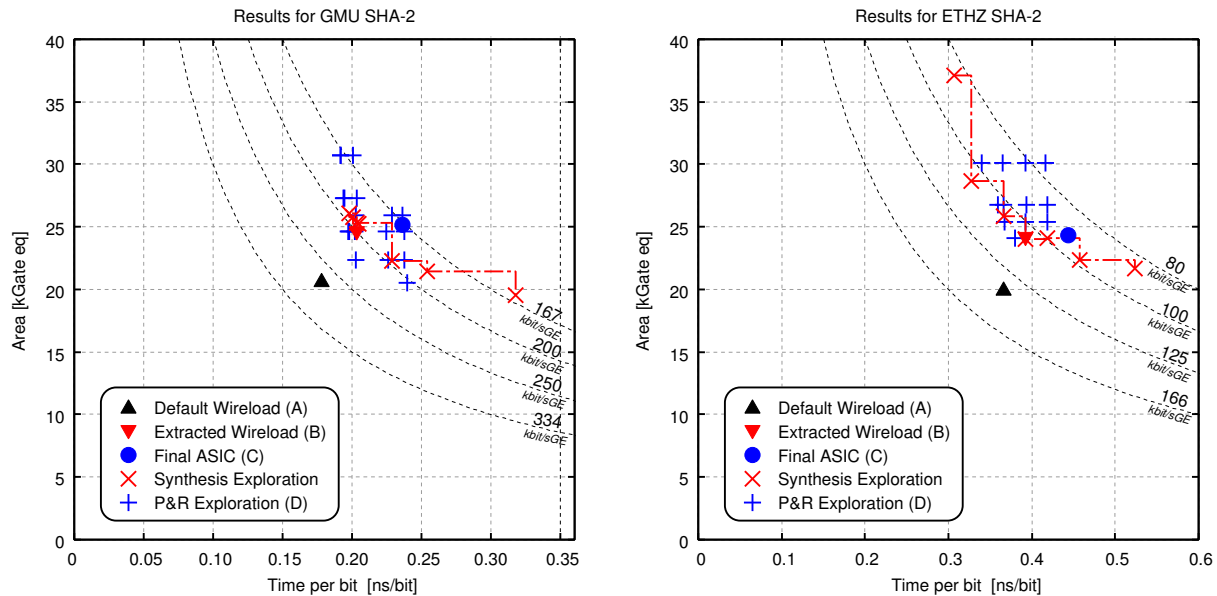 Results for GMU SHA-2
40
35
30
25
20
15
10
5
0
Area [kGate eq]
0
0.05
0.10
0.15
0.20
0.25
0.30
0.35
Time per bit [ns/bit]
167
kbit/sGE
200
kbit/sGE
250
kbit/sGE
334
kbit/sGE
Default Wireload (A)
Extracted Wireload (B)
Final ASIC (C)
Synthesis Exploration
P&R Exploration (D)
Results for ETHZ SHA-2
40
35
30
25
20
15
10
5
0
Area [kGate eq]
0
0.1
0.2
0.3
0.4
0.5
0.6
Time per bit [ns/bit]
80
kbit/sGE
100
kbit/sGE
125
kbit/sGE
166
kbit/sGE
Default Wireload (A)
Extracted Wireload (B)
Final ASIC (C)
Synthesis Exploration
P&R Exploration (D)